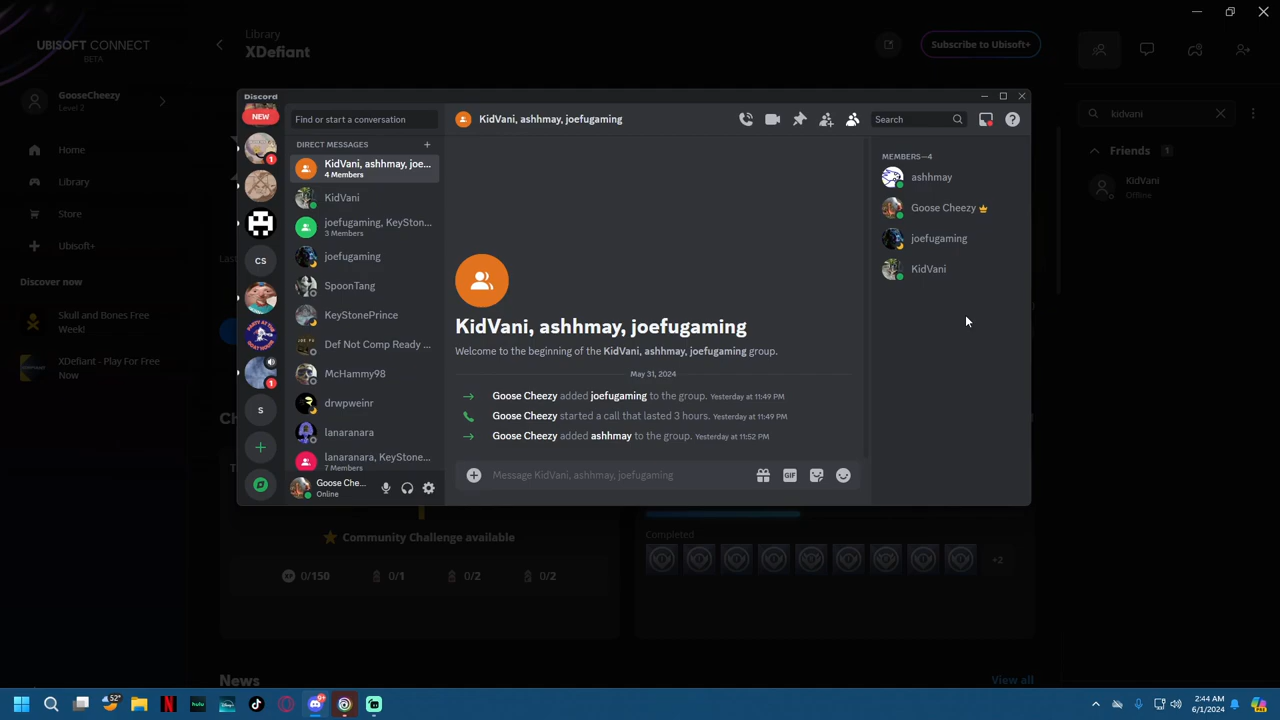 UBISOFT CONNECT
BETA
Library
XDefiant
Subscribe to Ubisoft+
GooseCheezy
Level 2
Home
Library
Store
Ubisoft+
Discover now
Skull and Bones Free
Week!
XDefiant - Play For Free
Now
Discord
NEW
1
CS
1
S
Find or start a conversation
DIRECT MESSAGES
KidVani, ashhmay, joe...
4 Members
KidVani
joefugaming, KeySton...
3 Members
joefugaming
SpoonTang
KeyStonePrince
Def Not Comp Ready ...
McHammy98
drwpweinr
lanaranara
lanaranara, KeyStone...
7 Members
Goose Che...
Online
KidVani, ashhmay, joefugaming
Search
KidVani, ashhmay, joefugaming
Welcome to the beginning of the KidVani, ashhmay, joefugaming group.
May 31, 2024
Goose Cheezy added joefugaming to the group. Yesterday at 11:49 PM
Goose Cheezy started a call that lasted 3 hours. Yesterday at 11:49 PM
Goose Cheezy added ashhmay to the group. Yesterday at 11:52 PM
Message KidVani, ashhmay, joefugaming
GIF
MEMBERS—4
ashhmay
Goose Cheezy
joefugaming
KidVani
kidvani
Friends 1
KidVani
Offline
Community Challenge available
0/150 0/1 0/2 0/2
Completed
+2
News
View all
52°
hulu
9+
2:44 AM
6/1/2024